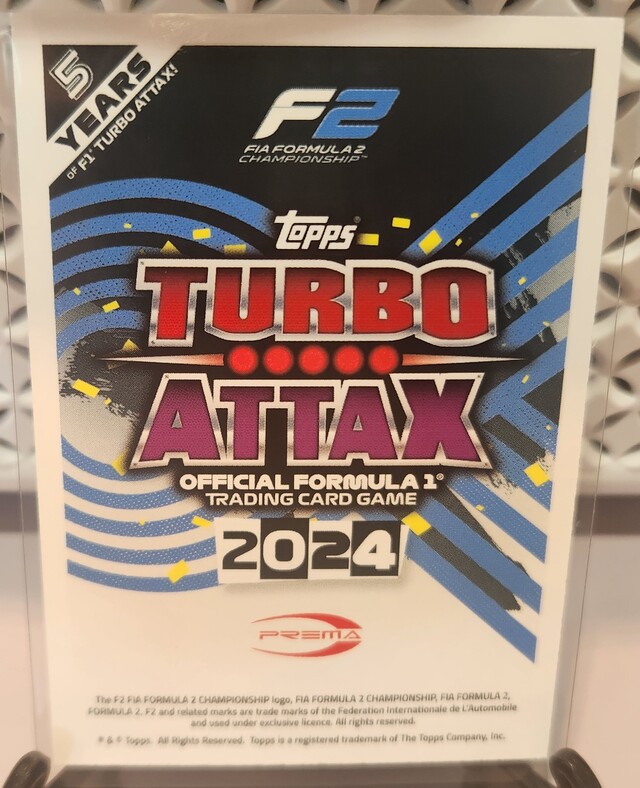 5
YEARS
OF F1® TURBO ATTAX!
F2
FIA FORMULA 2
CHAMPIONSHIP™
Topps®
TURBO
ATTAX
OFFICIAL FORMULA 1®
TRADING CARD GAME
2024
PREMA
The F2 FIA FORMULA 2 CHAMPIONSHIP logo, FIA FORMULA 2 CHAMPIONSHIP, FIA FORMULA 2,
FORMULA 2, F2 and related marks are trade marks of the Federation Internationale de L'Automobile
and used under exclusive licence. All rights reserved.
® & © Topps. All Rights Reserved. Topps is a registered trademark of The Topps Company, Inc.